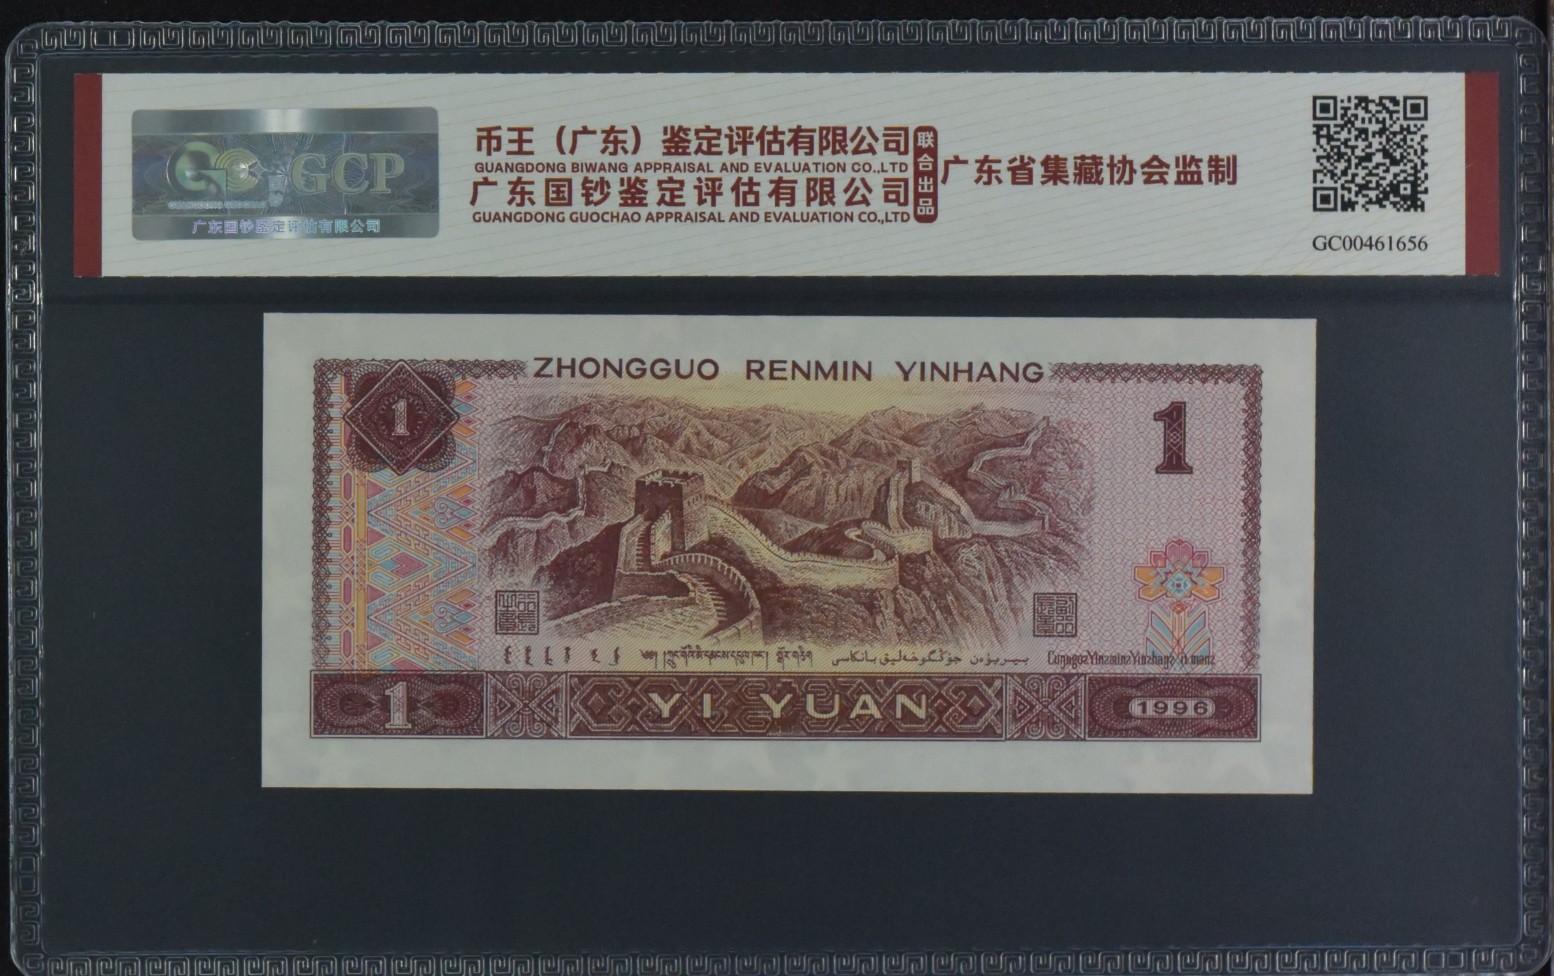 GCP
广东国钞鉴定评估有限公司
币王（广东）鉴定评估有限公司
GUANGDONG BIWANG APPRAISAL AND EVALUATION CO.,LTD
广东国钞鉴定评估有限公司
GUANGDONG GUOCHAO APPRAISAL AND EVALUATION CO.,LTD
联合出品
广东省集藏协会监制
GC00461656
ZHONGGUO RENMIN YINHANG
1
1
1
YI YUAN
1996